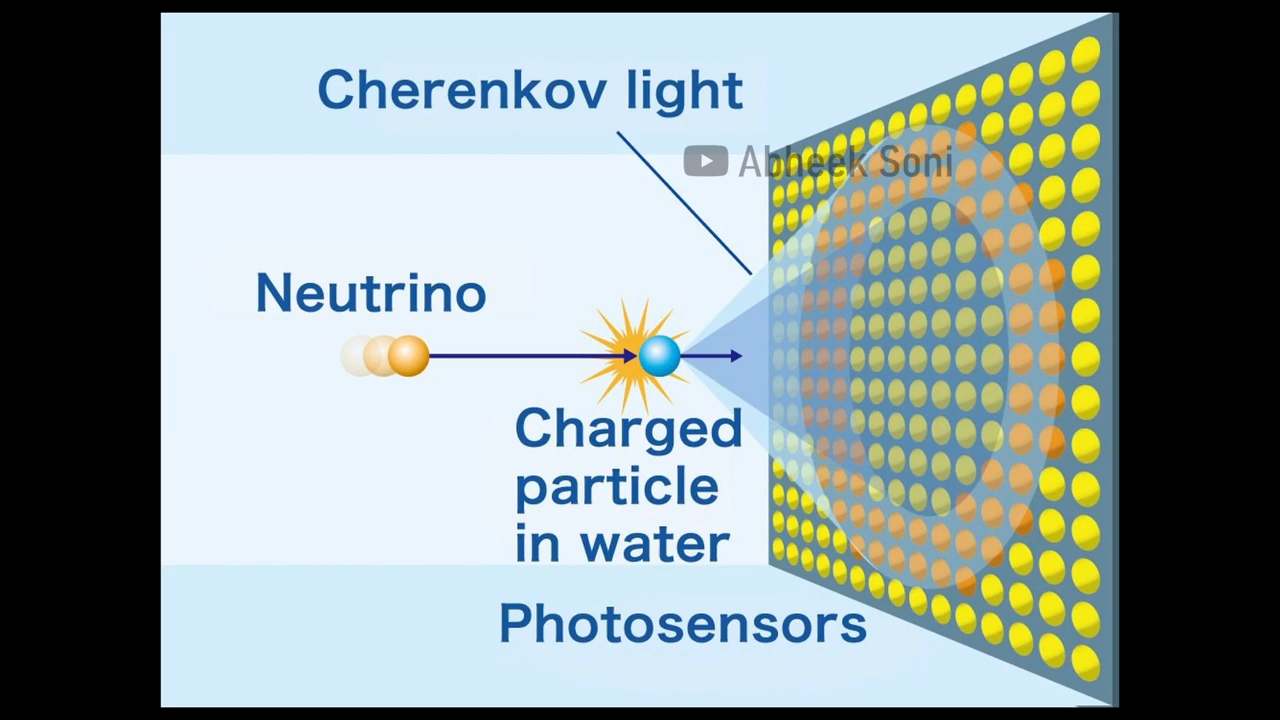 Cherenkov light
Abheek Soni
Neutrino
Charged
particle
in water
Photosensors